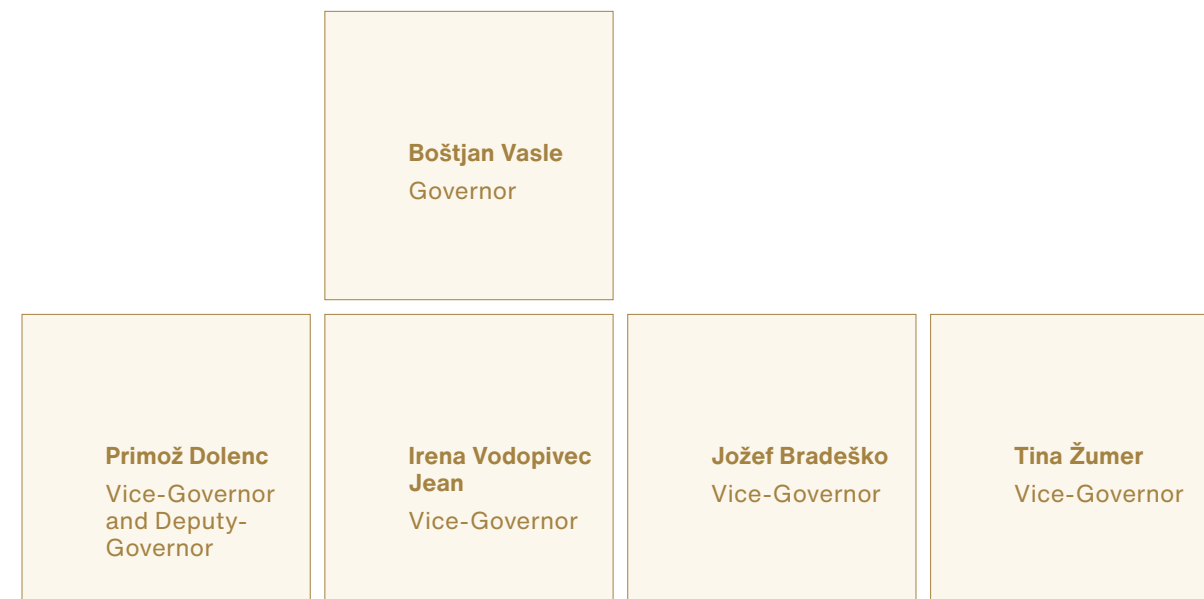 Boštjan Vasle
Governor
Primož Dolenc
Vice-Governor
and Deputy-
Governor
Irena Vodopivec
Jean
Vice-Governor
Jožef Bradeško
Vice-Governor
Tina Žumer
Vice-Governor